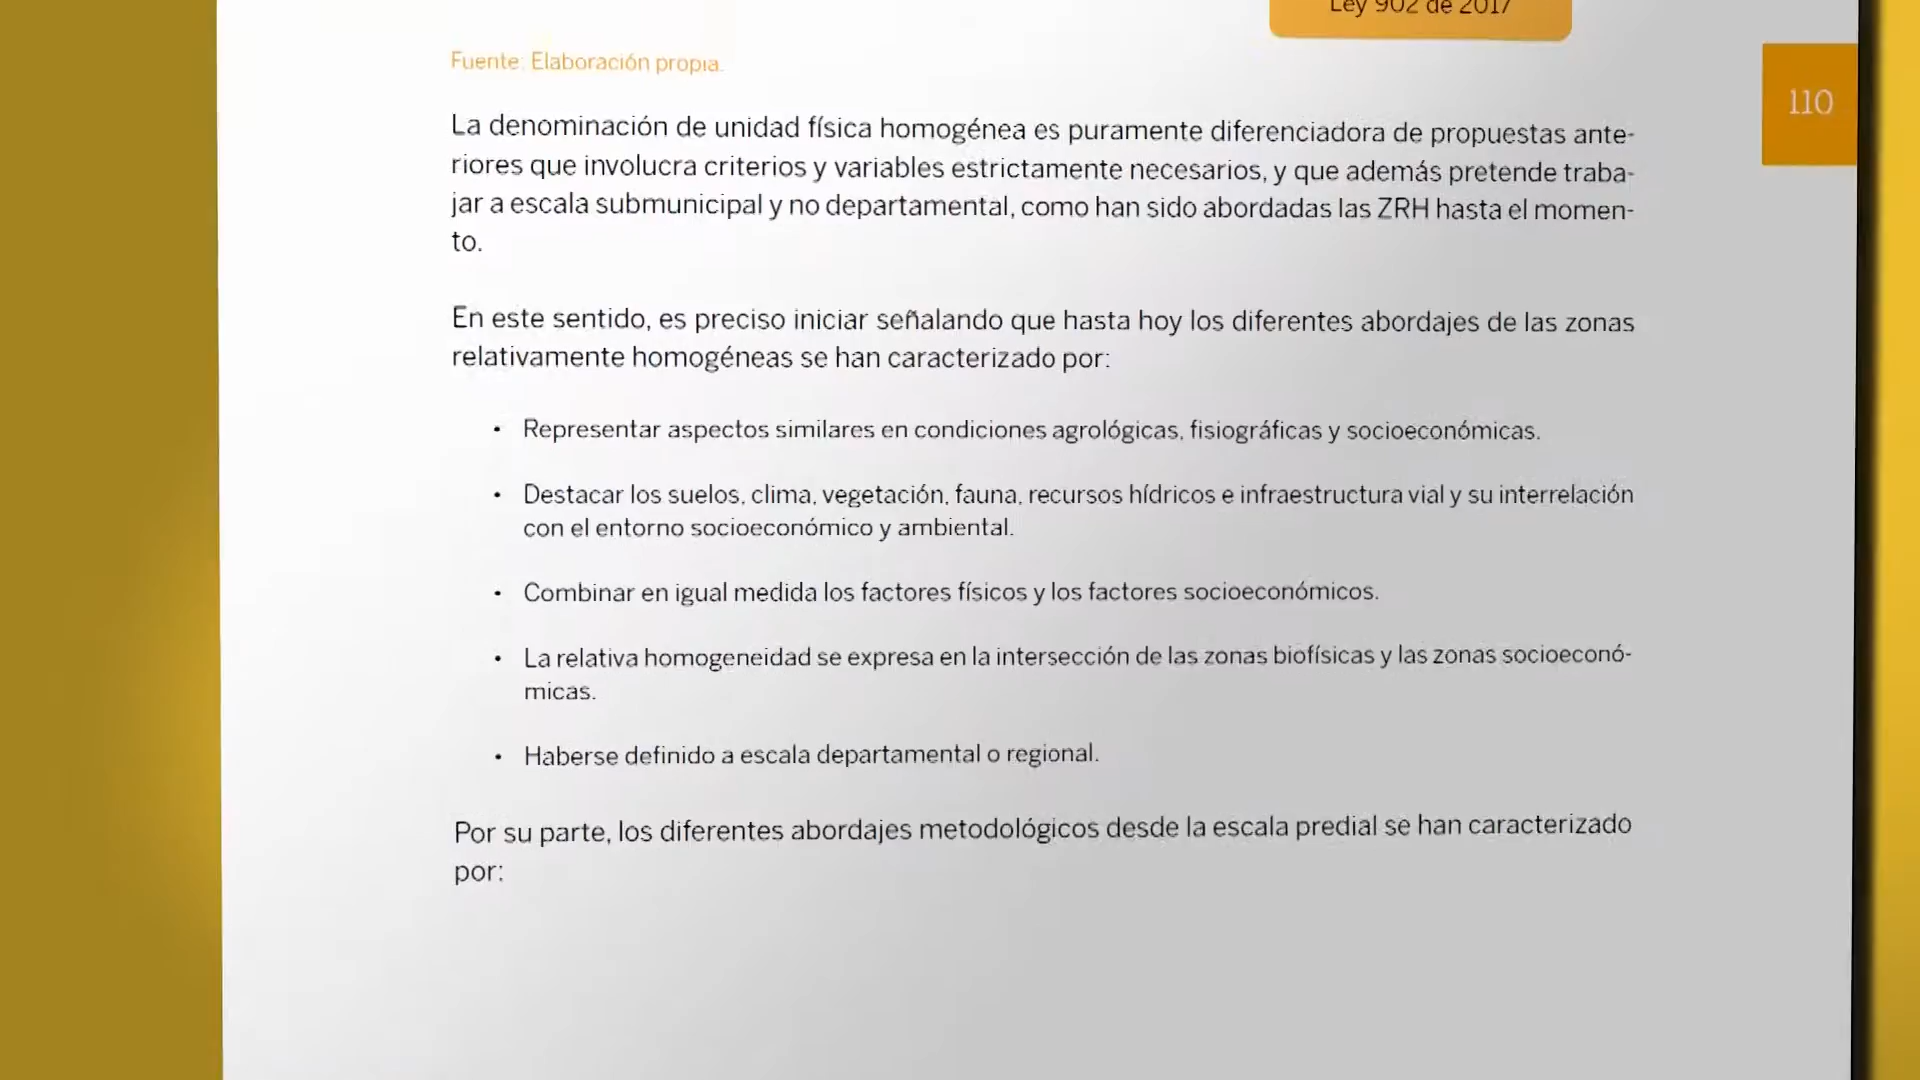 Ley 902 de 2017
Fuente: Elaboración propia.
110
La denominación de unidad física homogénea es puramente diferenciadora de propuestas ante-
riores que involucra criterios y variables estrictamente necesarios, y que además pretende traba-
jar a escala submunicipal y no departamental, como han sido abordadas las ZRH hasta el momen-
to.
En este sentido, es preciso iniciar señalando que hasta hoy los diferentes abordajes de las zonas
relativamente homogéneas se han caracterizado por:
• Representar aspectos similares en condiciones agrológicas, fisiográficas y socioeconómicas.
• Destacar los suelos, clima, vegetación, fauna, recursos hídricos e infraestructura vial y su interrelación
con el entorno socioeconómico y ambiental.
• Combinar en igual medida los factores físicos y los factores socioeconómicos.
• La relativa homogeneidad se expresa en la intersección de las zonas biofísicas y las zonas socioeconó-
micas.
• Haberse definido a escala departamental o regional.
Por su parte, los diferentes abordajes metodológicos desde la escala predial se han caracterizado
por: